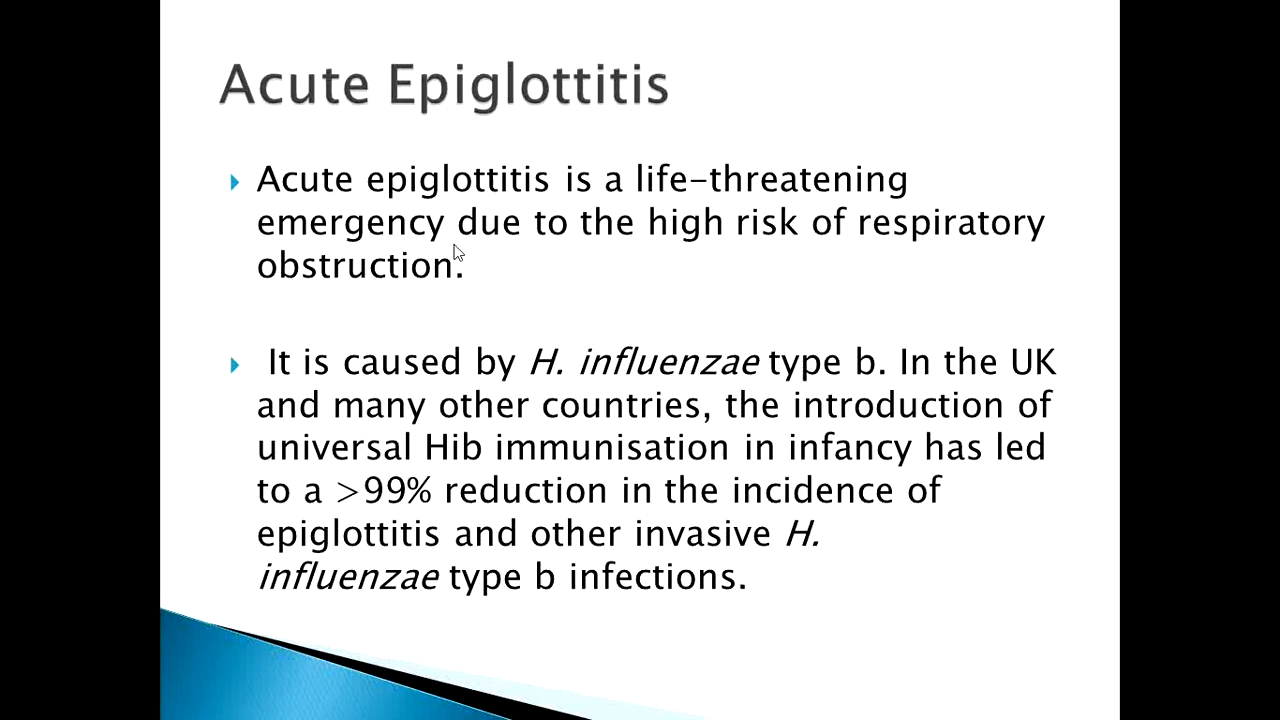 Acute Epiglottitis
Acute epiglottitis is a life-threatening
emergency due to the high risk of respiratory
obstruction.
It is caused by H. influenzae type b. In the UK
and many other countries, the introduction of
universal Hib immunisation in infancy has led
to a >99% reduction in the incidence of
epiglottitis and other invasive H.
influenzae type b infections.